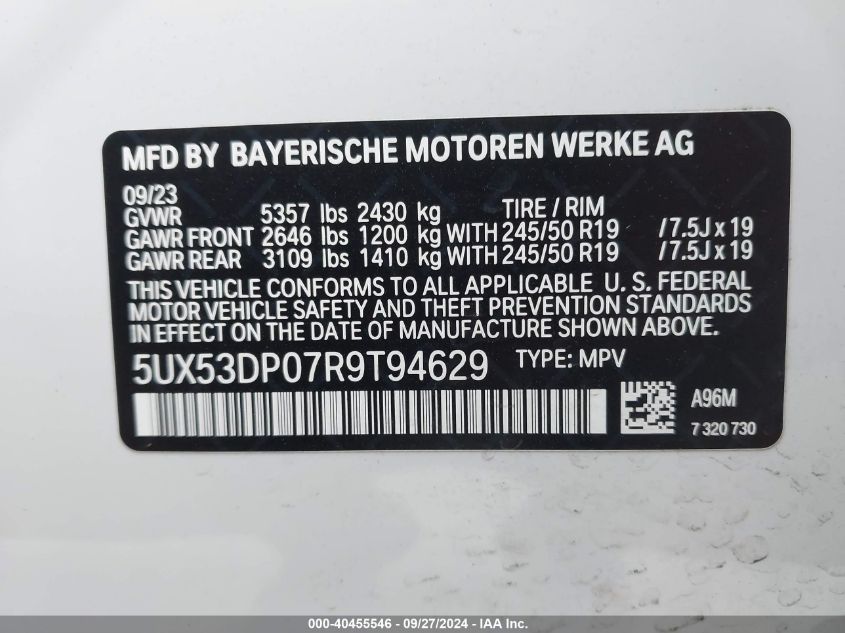 MFD BY BAYERISCHE MOTOREN WERKE AG
09/23
GVWR 5357 lbs 2430 kg TIRE / RIM
GAWR FRONT 2646 lbs 1200 kg WITH 245/50 R19 / 7.5J x 19
GAWR REAR 3109 lbs 1410 kg WITH 245/50 R19 / 7.5J x 19
THIS VEHICLE CONFORMS TO ALL APPLICABLE U. S. FEDERAL
MOTOR VEHICLE SAFETY AND THEFT PREVENTION STANDARDS
IN EFFECT ON THE DATE OF MANUFACTURE SHOWN ABOVE.
5UX53DP07R9T94629 TYPE: MPV
A96M
7 320 730
000-40455546 - 09/27/2024 - IAA Inc.